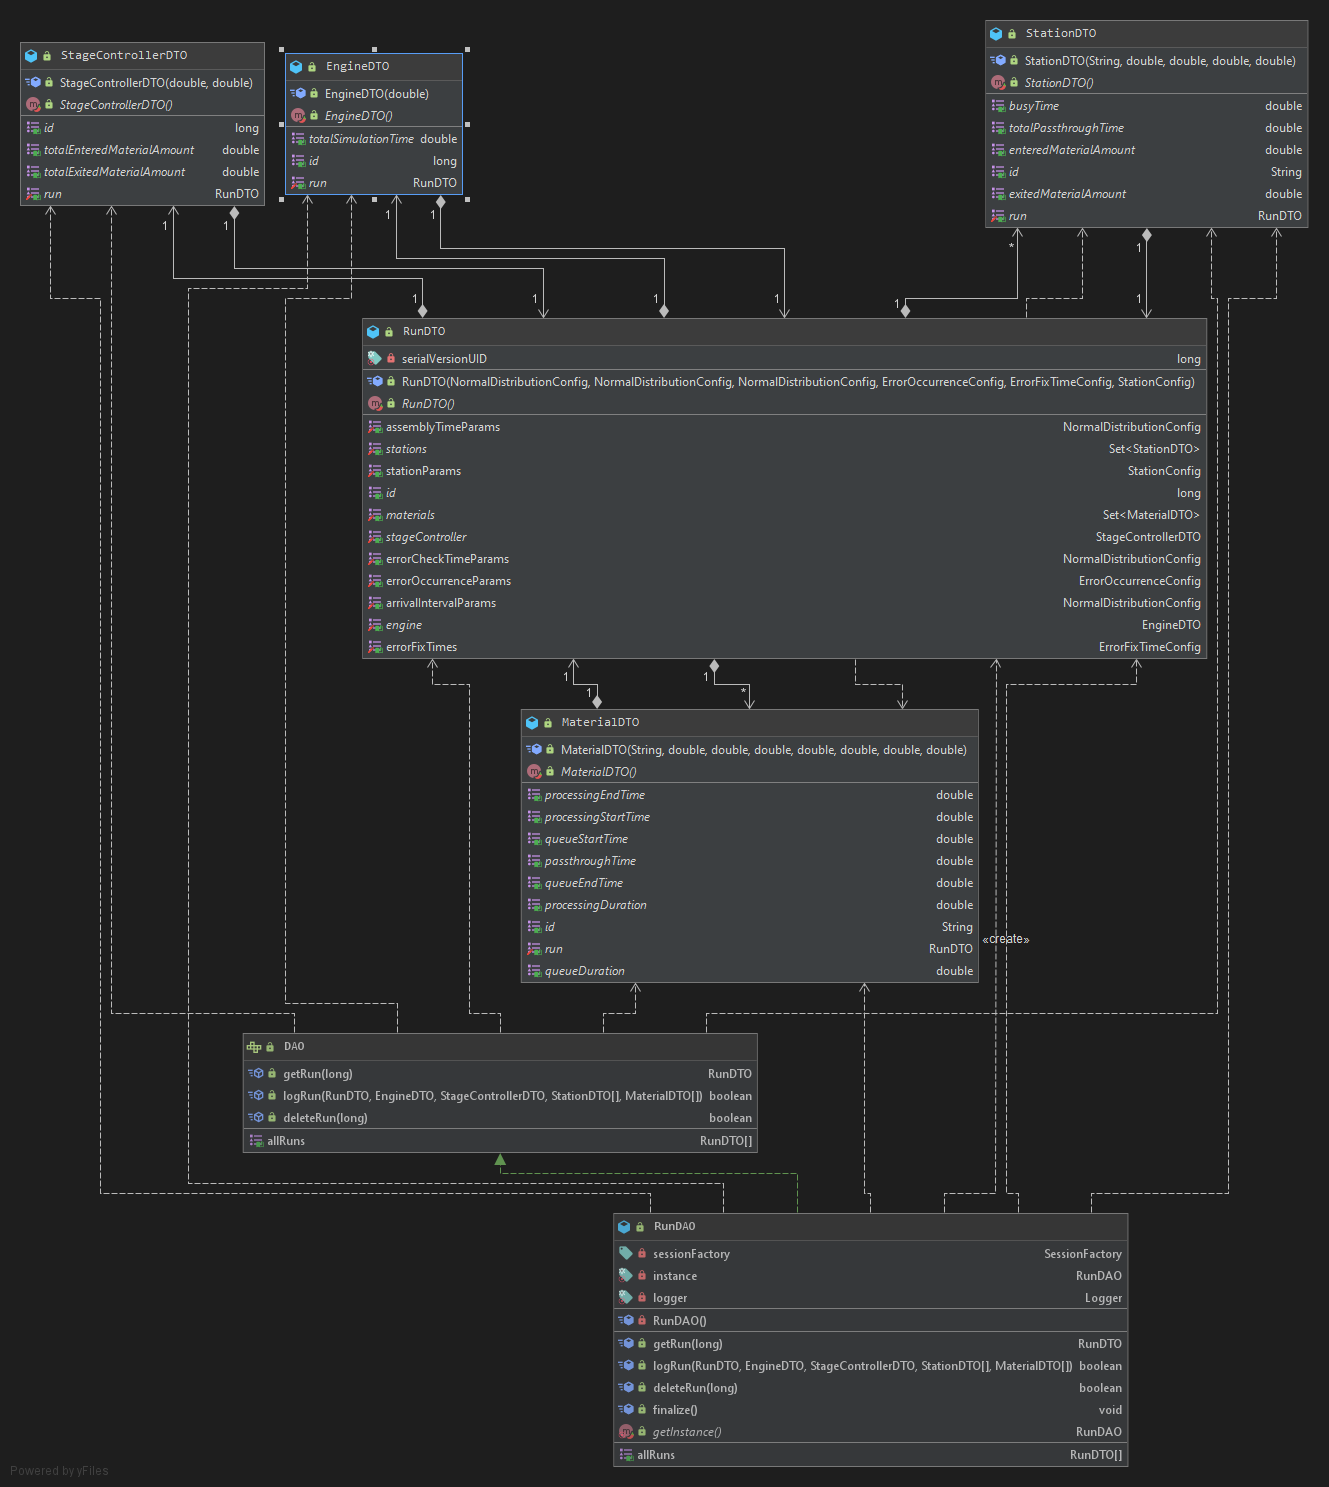 StageControllerDTO
StageControllerDTO(double, double)
StageControllerDTO()
id long
totalEnteredMaterialAmount double
totalExitedMaterialAmount double
run RunDTO
EngineDTO
EngineDTO(double)
EngineDTO()
totalSimulationTime double
id long
run RunDTO
StationDTO
StationDTO(String, double, double, double, double)
StationDTO()
busyTime double
totalPassthroughTime double
enteredMaterialAmount double
id String
exitedMaterialAmount double
run RunDTO
1
1
1
1
*
1
1
1
1
1
1
1
RunDTO
serialVersionUID long
RunDTO(NormalDistributionConfig, NormalDistributionConfig, NormalDistributionConfig, ErrorOccurrenceConfig, ErrorFixTimeConfig, StationConfig)
RunDTO()
assemblyTimeParams NormalDistributionConfig
stations Set<StationDTO>
stationParams StationConfig
id long
materials Set<MaterialDTO>
stageController StageControllerDTO
errorCheckTimeParams NormalDistributionConfig
errorOccurrenceParams ErrorOccurrenceConfig
arrivalIntervalParams NormalDistributionConfig
engine EngineDTO
errorFixTimes ErrorFixTimeConfig
1
1
1
*
MaterialDTO
MaterialDTO(String, double, double, double, double, double, double, double)
MaterialDTO()
processingEndTime double
processingStartTime double
queueStartTime double
passthroughTime double
queueEndTime double
processingDuration double
id String
run RunDTO
queueDuration double
«create»
DAO
getRun(long) RunDTO
logRun(RunDTO, EngineDTO, StageControllerDTO, StationDTO[], MaterialDTO[]) boolean
deleteRun(long) boolean
allRuns RunDTO[]
RunDAO
sessionFactory SessionFactory
instance RunDAO
logger Logger
RunDAO()
getRun(long) RunDTO
logRun(RunDTO, EngineDTO, StageControllerDTO, StationDTO[], MaterialDTO[]) boolean
deleteRun(long) boolean
finalize() void
getInstance() RunDAO
allRuns RunDTO[]
Powered by yFiles